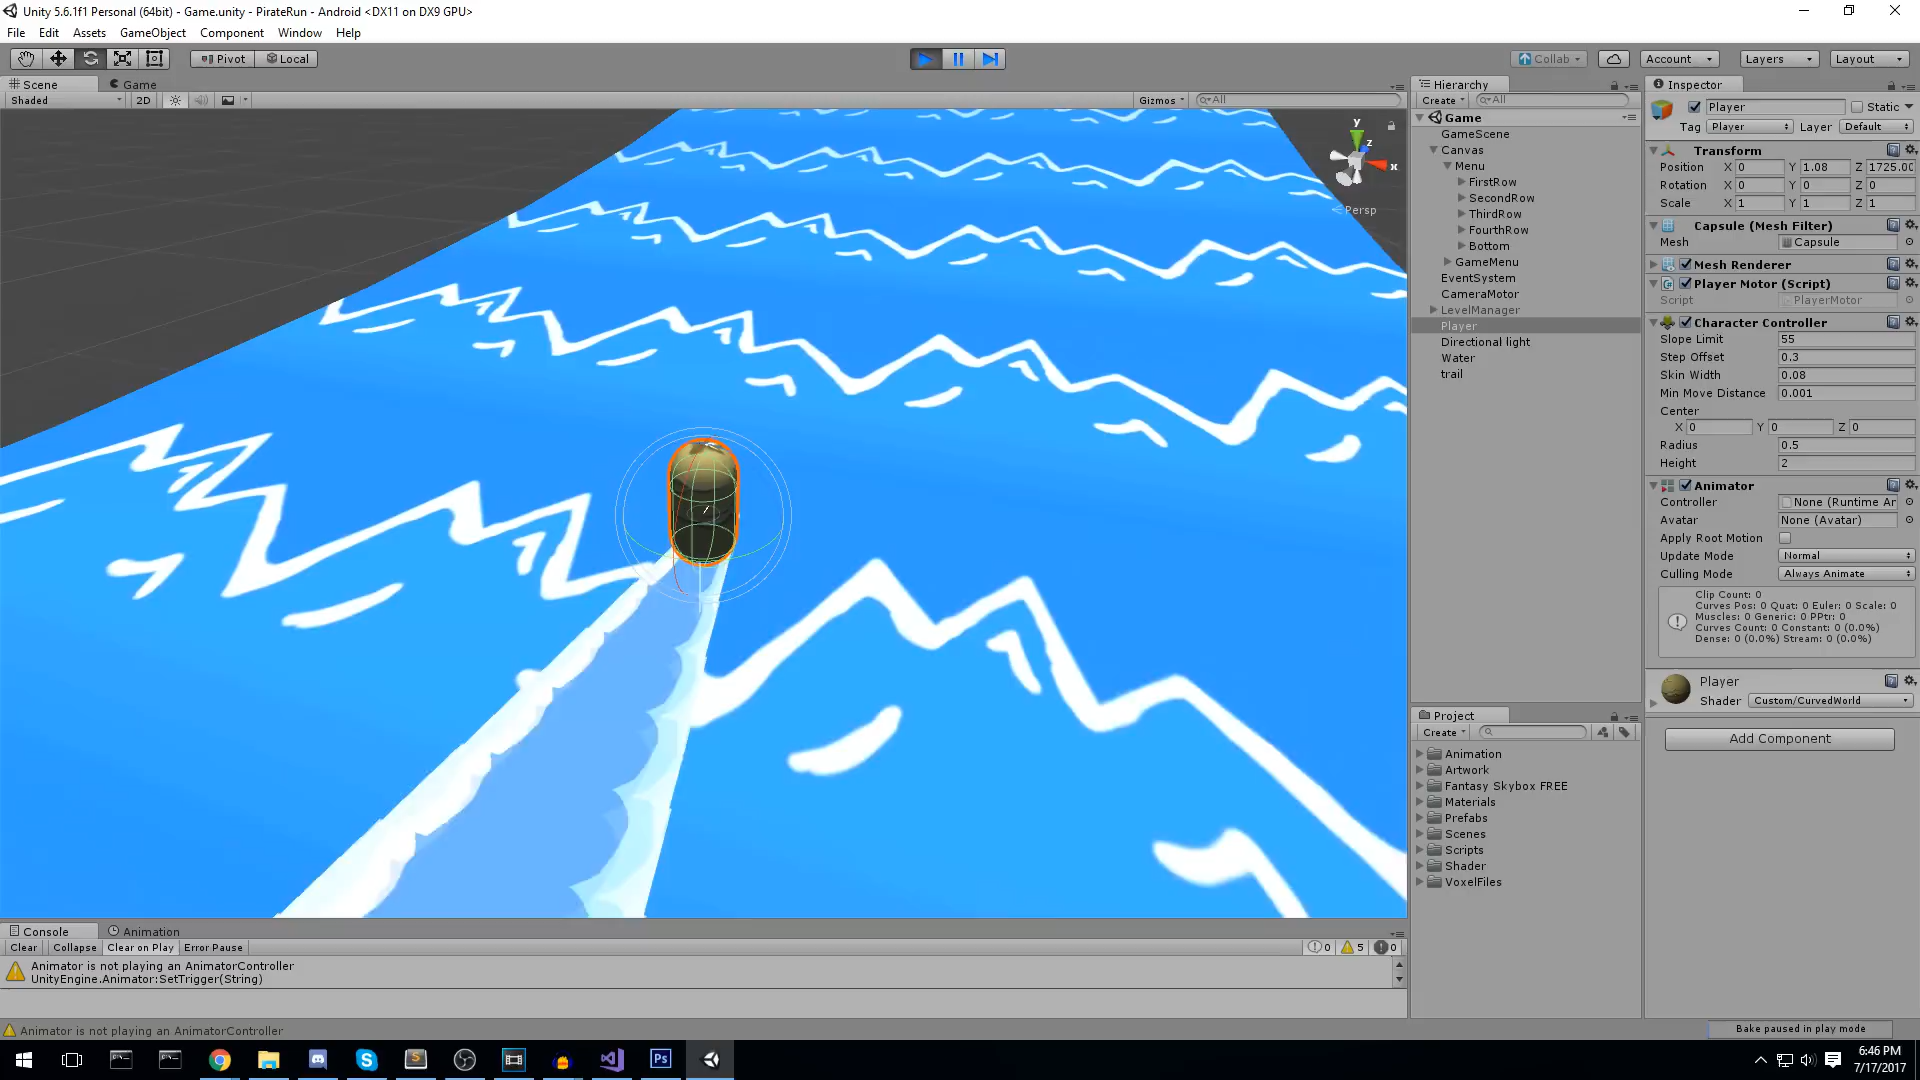 Unity 5.6.1f1 Personal (64bit) - Game.unity - PirateRun - Android <DX11 on DX9 GPU>
File Edit Assets GameObject Component Window Help
Pivot Local Collab Account Layers Layout
Scene Game
Shaded 2D Gizmos All
y
z
x
Persp
Hierarchy
Create All
Game
GameScene
Canvas
Menu
FirstRow
SecondRow
ThirdRow
FourthRow
Bottom
GameMenu
EventSystem
CameraMotor
LevelManager
Player
Directional light
Water
trail
Project
Create
Animation
Artwork
Fantasy Skybox FREE
Materials
Prefabs
Scenes
Scripts
Shader
VoxelFiles
Inspector
Player Static
Tag Player Layer Default
Transform
Position X 0 Y 1.08 Z 1725.00
Rotation X 0 Y 0 Z 0
Scale X 1 Y 1 Z 1
Capsule (Mesh Filter)
Mesh Capsule
Mesh Renderer
Player Motor (Script)
Script PlayerMotor
Character Controller
Slope Limit 55
Step Offset 0.3
Skin Width 0.08
Min Move Distance 0.001
Center
X 0 Y 0 Z 0
Radius 0.5
Height 2
Animator
Controller None (Runtime Ar
Avatar None (Avatar)
Apply Root Motion
Update Mode Normal
Culling Mode Always Animate
Clip Count: 0
Curves Pos: 0 Quat: 0 Euler: 0 Scale: 0
Muscles: 0 Generic: 0 PPtr: 0
Curves Count: 0 Constant: 0 (0.0%)
Dense: 0 (0.0%) Stream: 0 (0.0%)
Player
Shader Custom/CurvedWorld
Add Component
Console Animation
Clear Collapse Clear on Play Error Pause 0 5 0
Animator is not playing an AnimatorController
UnityEngine.Animator:SetTrigger(String)
Animator is not playing an AnimatorController
Bake paused in play mode
Ps
6:46 PM
7/17/2017